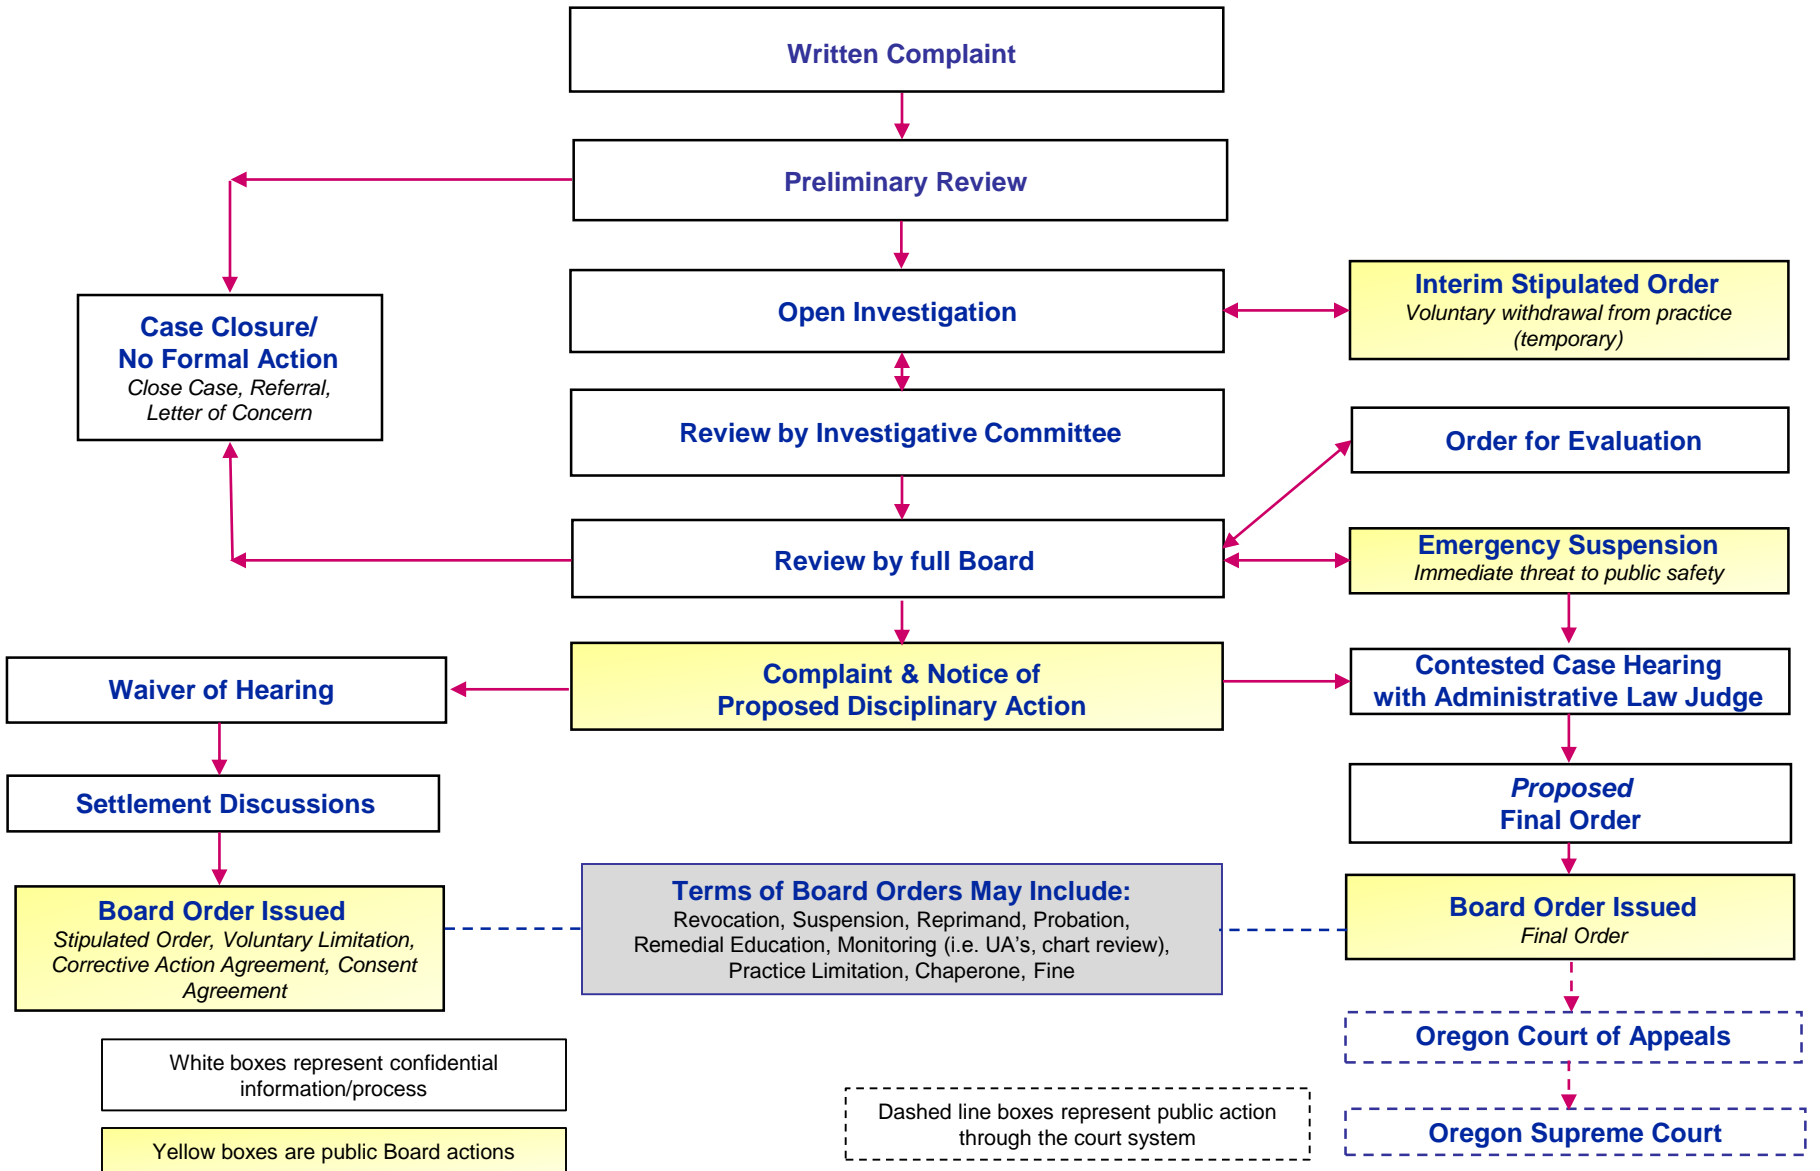 Written Complaint
Preliminary Review
Open Investigation
Interim Stipulated Order
Voluntary withdrawal from practice
(temporary)
Case Closure/
No Formal Action
Close Case, Referral,
Letter of Concern
Review by Investigative Committee
Order for Evaluation
Review by full Board
Emergency Suspension
Immediate threat to public safety
Waiver of Hearing
Complaint & Notice of
Proposed Disciplinary Action
Contested Case Hearing
with Administrative Law Judge
Settlement Discussions
Proposed
Final Order
Board Order Issued
Stipulated Order, Voluntary Limitation,
Corrective Action Agreement, Consent
Agreement
Terms of Board Orders May Include:
Revocation, Suspension, Reprimand, Probation,
Remedial Education, Monitoring (i.e. UA's, chart review),
Practice Limitation, Chaperone, Fine
Board Order Issued
Final Order
Oregon Court of Appeals
Oregon Supreme Court
White boxes represent confidential
information/process
Yellow boxes are public Board actions
Dashed line boxes represent public action
through the court system